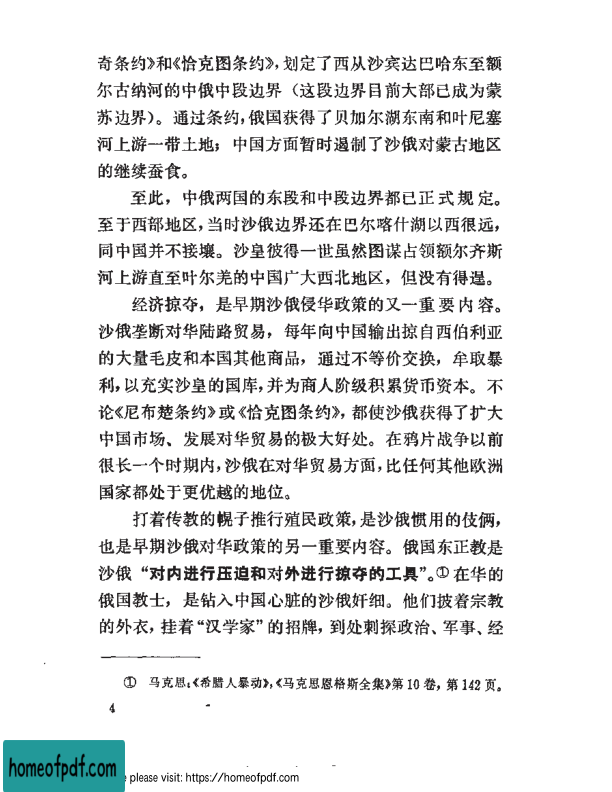 奇条约》和《恰克图条约》，划定了西从沙宾达巴哈东至额
尔古纳河的中俄中段边界（这段边界目前大部已成为蒙
苏边界）。通过条约，俄国获得了贝加尔湖东南和叶尼塞
河上游一带土地；中国方面暂时遏制了沙俄对蒙古地区
的继续蚕食。
至此，中俄两国的东段和中段边界都已正式规定。
至于西部地区，当时沙俄边界还在巴尔喀什湖以西很远，
同中国并不接壤。沙皇彼得一世虽然图谋占领额尔齐斯
河上游直至叶尔羌的中国广大西北地区，但没有得逞。
经济掠夺，是早期沙俄侵华政策的又一重要内容。
沙俄垄断对华陆路贸易，每年向中国输出掠自西伯利亚
的大量毛皮和本国其他商品，通过不等价交换，牟取暴
利，以充实沙皇的国库，并为商人阶级积累货币资本。不
论《尼布楚条约》或《恰克图条约》，都使沙俄获得了扩大
中国市场、发展对华贸易的极大好处。在鸦片战争以前
很长一个时期内，沙俄在对华贸易方面，比任何其他欧洲
国家都处于更优越的地位。
打着传教的幌子推行殖民政策，是沙俄惯用的伎俩，
也是早期沙俄对华政策的另一重要内容。俄国东正教是
沙俄“对内进行压迫和对外进行掠夺的工具”。①在华的
俄国教士，是钻入中国心脏的沙俄奸细。他们披着宗教
的外衣，挂着“汉学家”的招牌，到处刺探政治、军事、经
① 马克思：《希腊人暴动》，《马克思恩格斯全集》第10卷，第142页。
4
homeofpdf.com
e please visit: https://homeofpdf.com